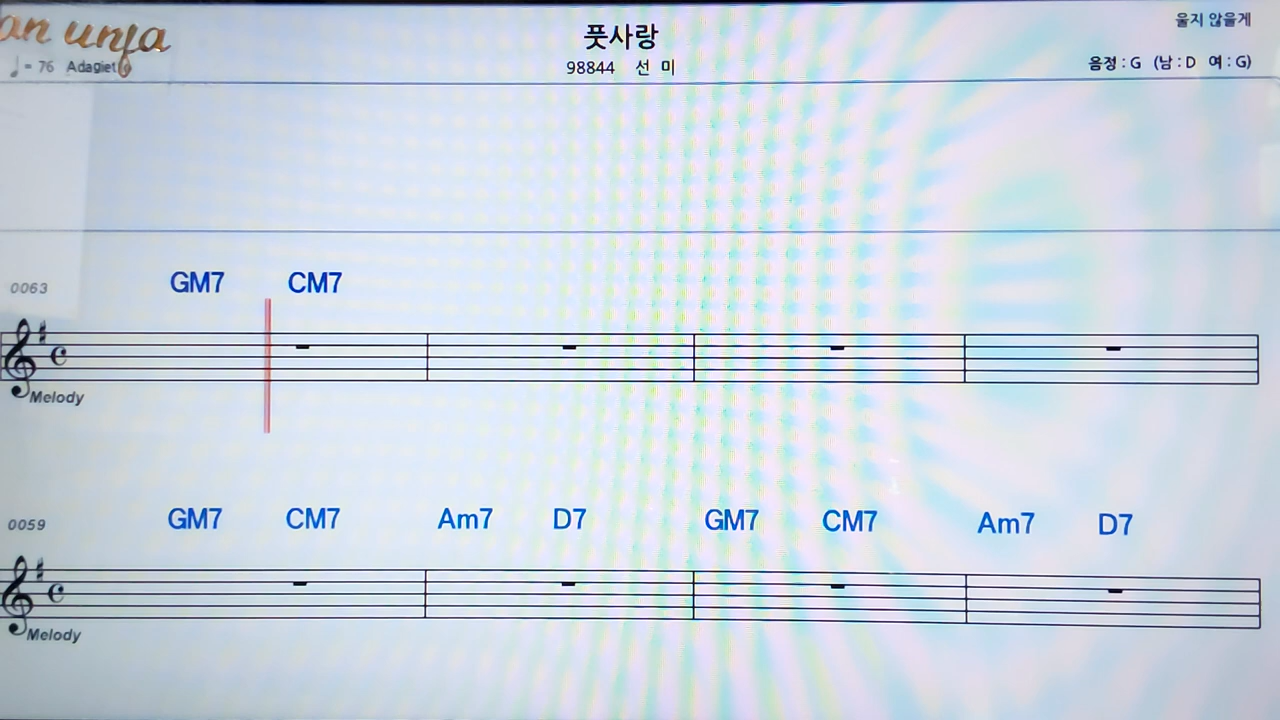 an unja
♩= 76 Adagiet
풋사랑
98844 선 미
울지 않을게
음정 : G (남 : D 여 : G)
0063 GM7 CM7
Melody
0059 GM7 CM7 Am7 D7 GM7 CM7 Am7 D7
Melody